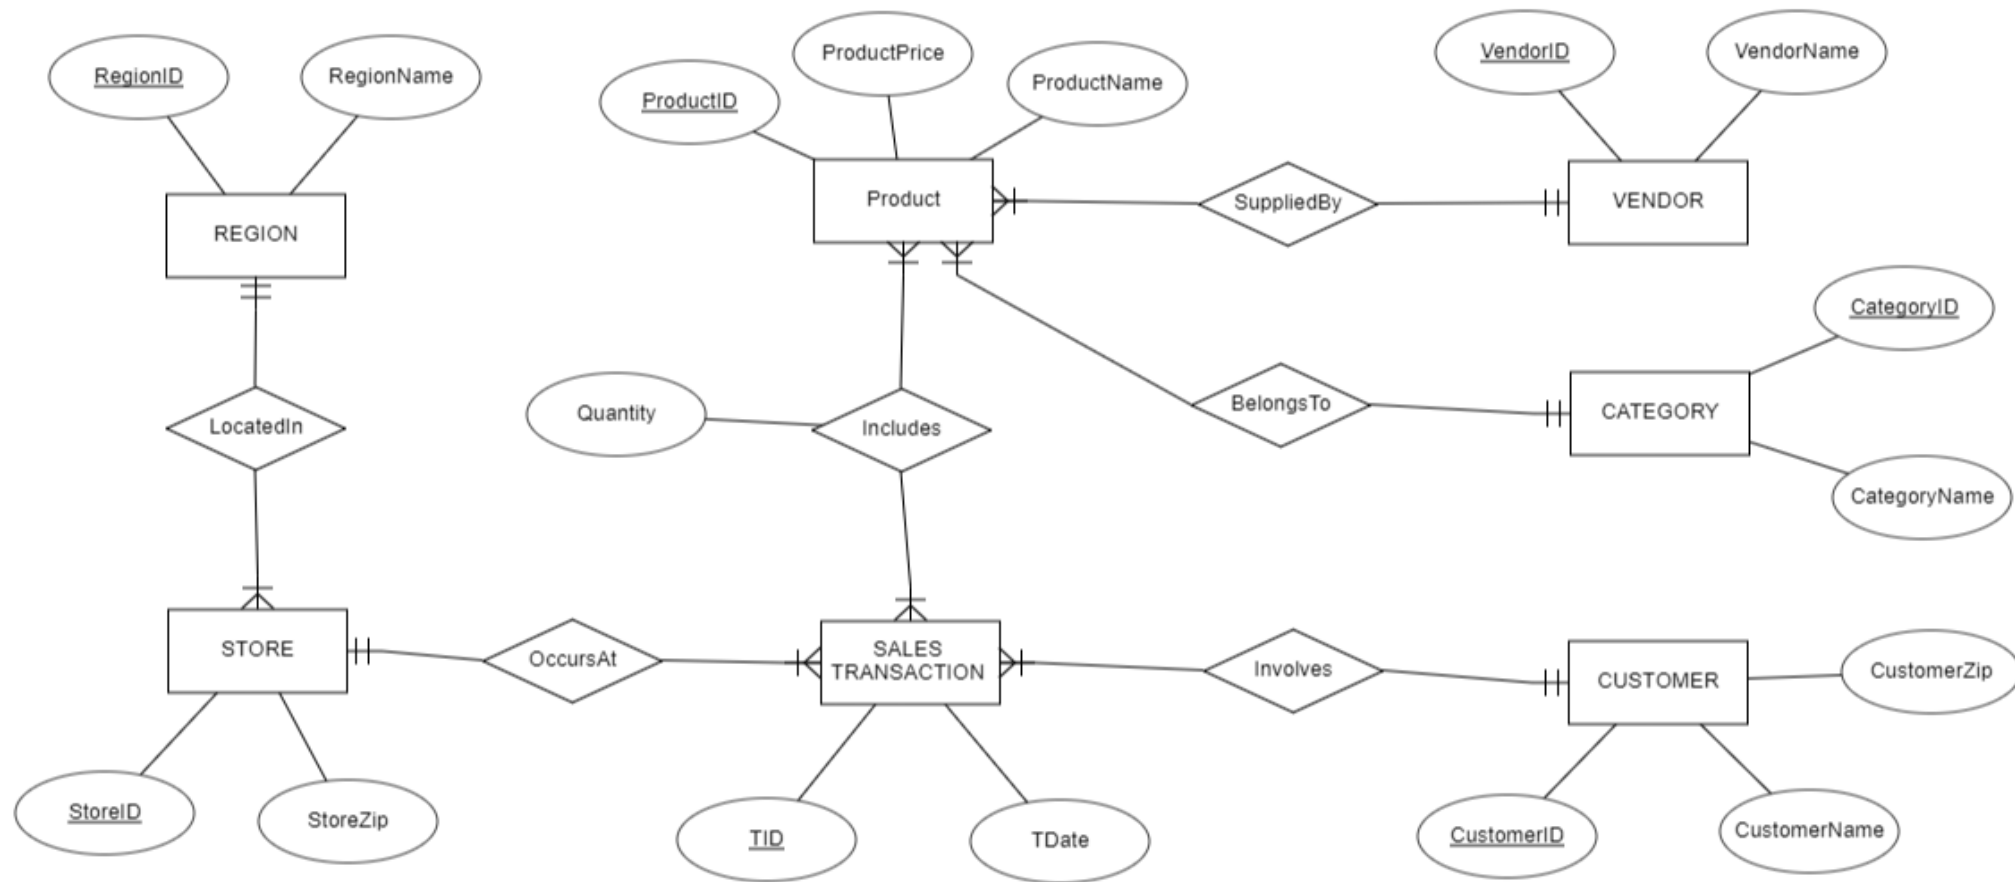 RegionID
RegionName
ProductID
ProductPrice
ProductName
VendorID
VendorName
REGION
Product
SuppliedBy
VENDOR
CategoryID
LocatedIn
Quantity
Includes
BelongsTo
CATEGORY
CategoryName
STORE
OccursAt
SALES
TRANSACTION
Involves
CUSTOMER
CustomerZip
StoreID
StoreZip
TID
TDate
CustomerID
CustomerName